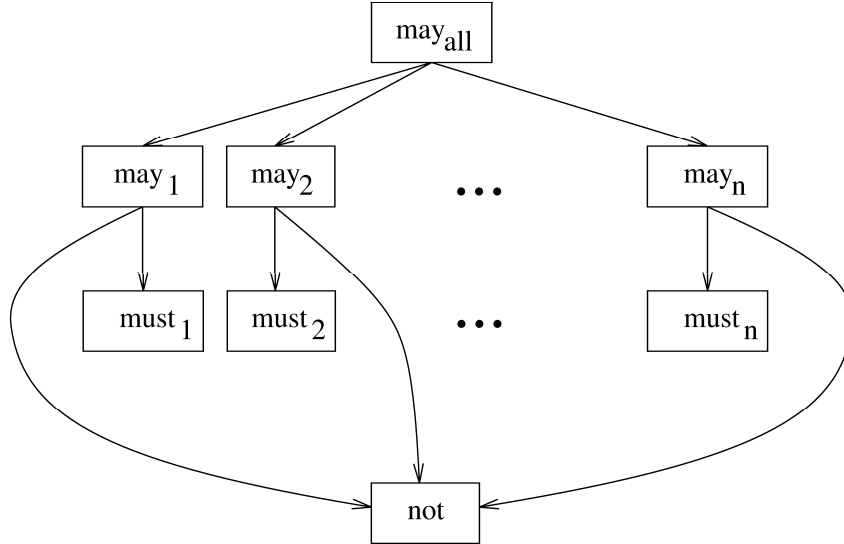 may_all
may_1 may_2 ... may_n
must_1 must_2 ... must_n
not